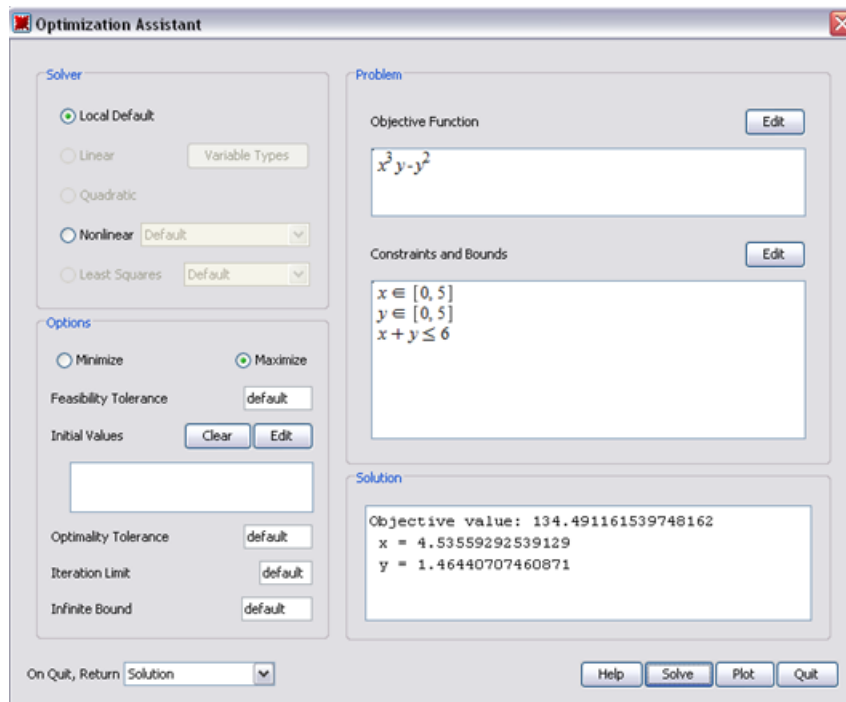 Optimization Assistant
Solver
Local Default
Linear Variable Types
Quadratic
Nonlinear Default
Least Squares Default
Options
Minimize Maximize
Feasibility Tolerance default
Initial Values Clear Edit
Optimality Tolerance default
Iteration Limit default
Infinite Bound default
On Quit, Return Solution
Problem
Objective Function Edit
x³ y-y²
Constraints and Bounds Edit
x ∈ [0, 5]
y ∈ [0, 5]
x + y ≤ 6
Solution
Objective value: 134.491161539748162
x = 4.53559292539129
y = 1.46440707460871
Help Solve Plot Quit